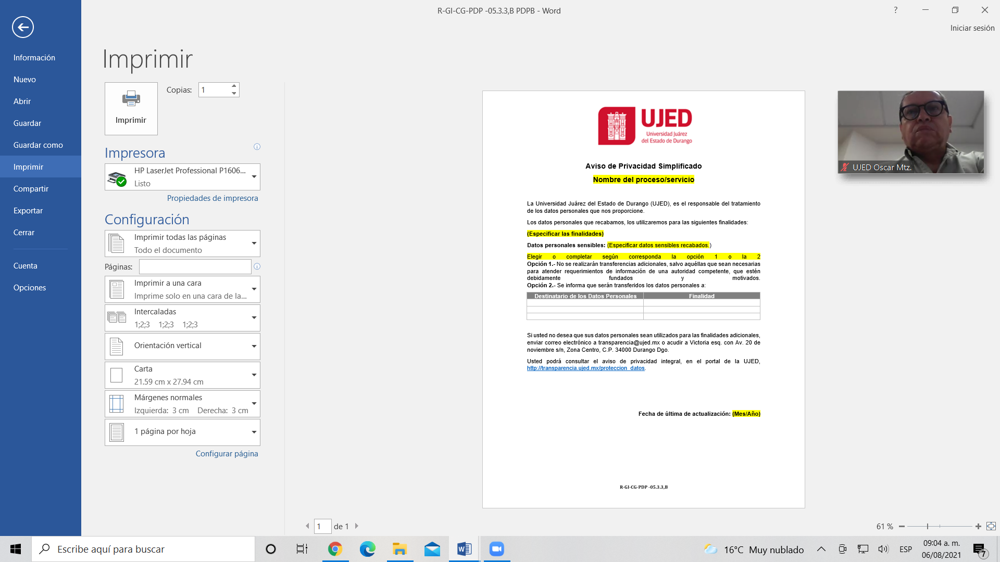 R-GI-CG-PDP -05.3.3,B PDPB - Word
?
Iniciar sesión
Información
Nuevo
Abrir
Guardar
Guardar como
Imprimir
Compartir
Exportar
Cerrar
Cuenta
Opciones
Imprimir
Imprimir
Copias: 1
Impresora
HP LaserJet Professional P1606...
Listo
Propiedades de impresora
Configuración
Imprimir todas las páginas
Todo el documento
Páginas:
Imprimir a una cara
Imprime solo en una cara de la...
Intercaladas
1;2;3 1;2;3 1;2;3
Orientación vertical
Carta
21.59 cm x 27.94 cm
Márgenes normales
Izquierda: 3 cm Derecha: 3 cm
1 página por hoja
Configurar página
UJED
Universidad Juárez
del Estado de Durango
Aviso de Privacidad Simplificado
Nombre del proceso/servicio
La Universidad Juárez del Estado de Durango (UJED), es el responsable del tratamiento
de los datos personales que nos proporcione.
Los datos personales que recabamos, los utilizaremos para las siguientes finalidades:
(Especificar las finalidades)
Datos personales sensibles: (Especificar datos sensibles recabados.)
Elegir o completar según corresponda la opción 1 o la 2
Opción 1.- No se realizarán transferencias adicionales, salvo aquéllas que sean necesarias
para atender requerimientos de información de una autoridad competente, que estén
debidamente fundados y motivados.
Opción 2.- Se informa que serán transferidos los datos personales a:
Destinatario de los Datos Personales Finalidad
Si usted no desea que sus datos personales sean utilizados para las finalidades adicionales,
enviar correo electrónico a transparencia@ujed.mx o acudir a Victoria esq. con Av. 20 de
noviembre s/n, Zona Centro, C.P. 34000 Durango Dgo.
Usted podrá consultar el aviso de privacidad integral, en el portal de la UJED,
http://transparencia.ujed.mx/proteccion_datos.
Fecha de última de actualización: (Mes/Año)
R-GI-CG-PDP -05.3.3,B
UJED Oscar Mtz.
1 de 1
61 %
Escribe aquí para buscar
16°C Muy nublado
ESP
09:04 a. m.
06/08/2021
7